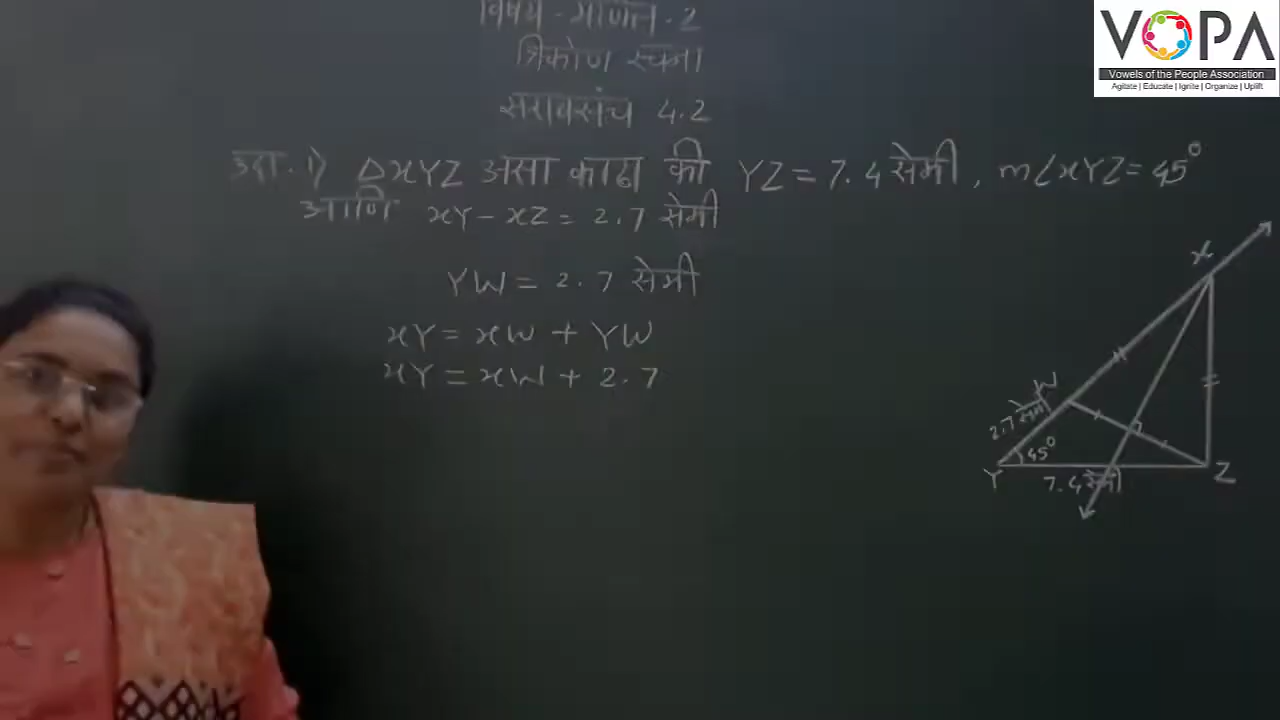 विषय - गणित - 2
त्रिकोण रचना
सरावसंच 4.2
उदा. 1) ΔXYZ असा काढा की YZ = 7.4 सेमी, m∠XYZ = 45°
आणि XY - XZ = 2.7 सेमी
YW = 2.7 सेमी
XY = XW + YW
XY = XW + 2.7
X
W
2.7 सेमी
45°
Y
7.4 सेमी
Z
VOPA
Vowels of the People Association
Agitate | Educate | Ignite | Organize | Uplift